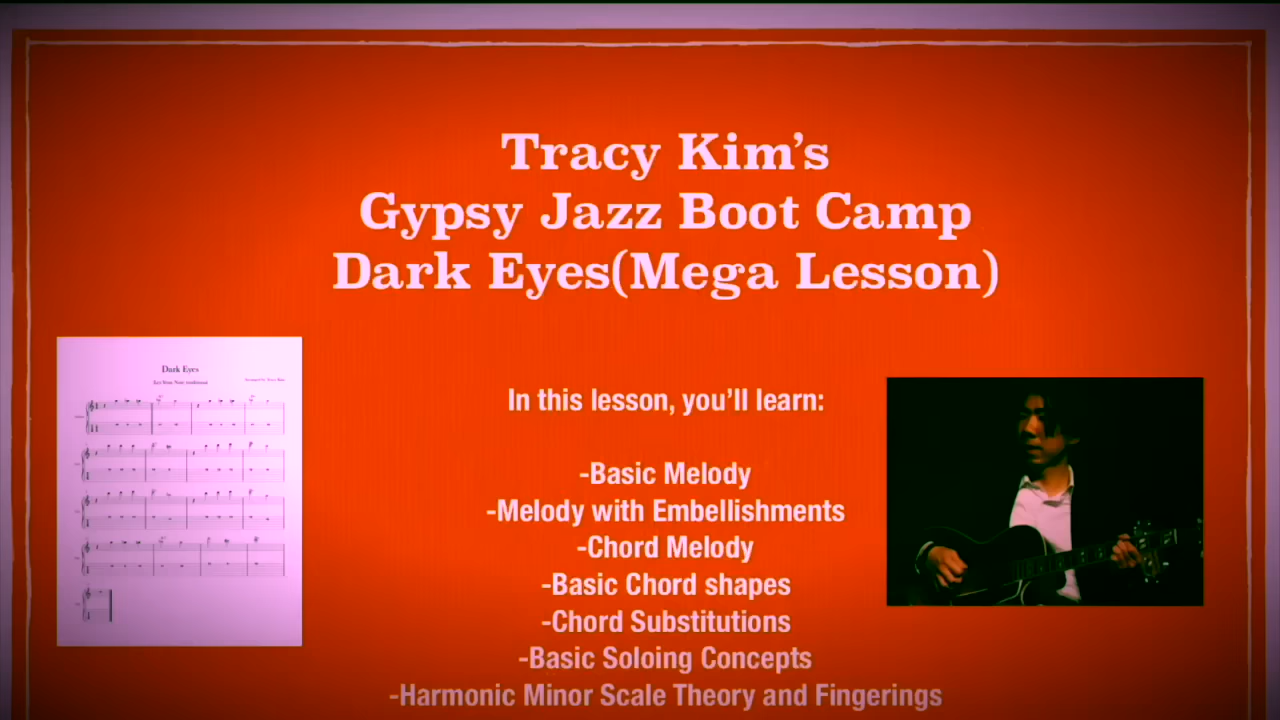 Tracy Kim's
Gypsy Jazz Boot Camp
Dark Eyes(Mega Lesson)
Dark Eyes
In this lesson, you'll learn:
-Basic Melody
-Melody with Embellishments
-Chord Melody
-Basic Chord shapes
-Chord Substitutions
-Basic Soloing Concepts
-Harmonic Minor Scale Theory and Fingerings